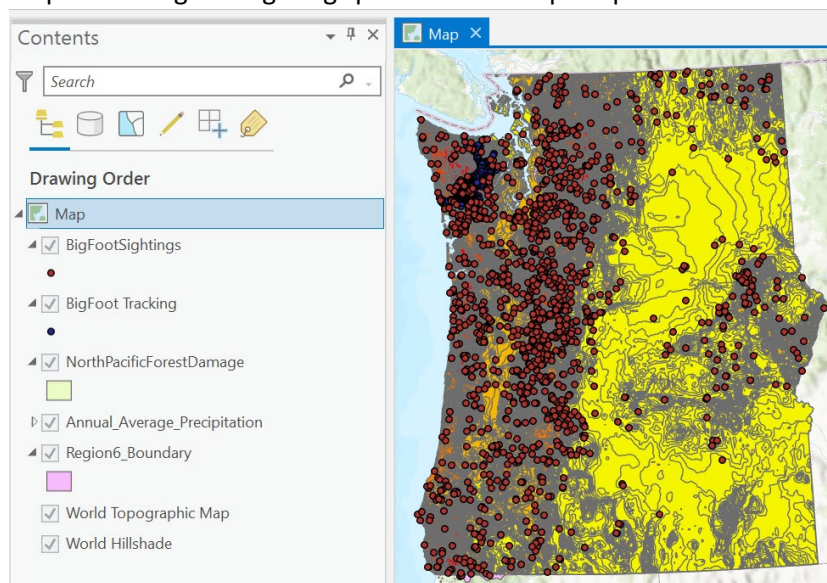 Contents
Map
Search
Drawing Order
Map
BigFootSightings
BigFoot Tracking
NorthPacificForestDamage
Annual_Average_Precipitation
Region6_Boundary
World Topographic Map
World Hillshade